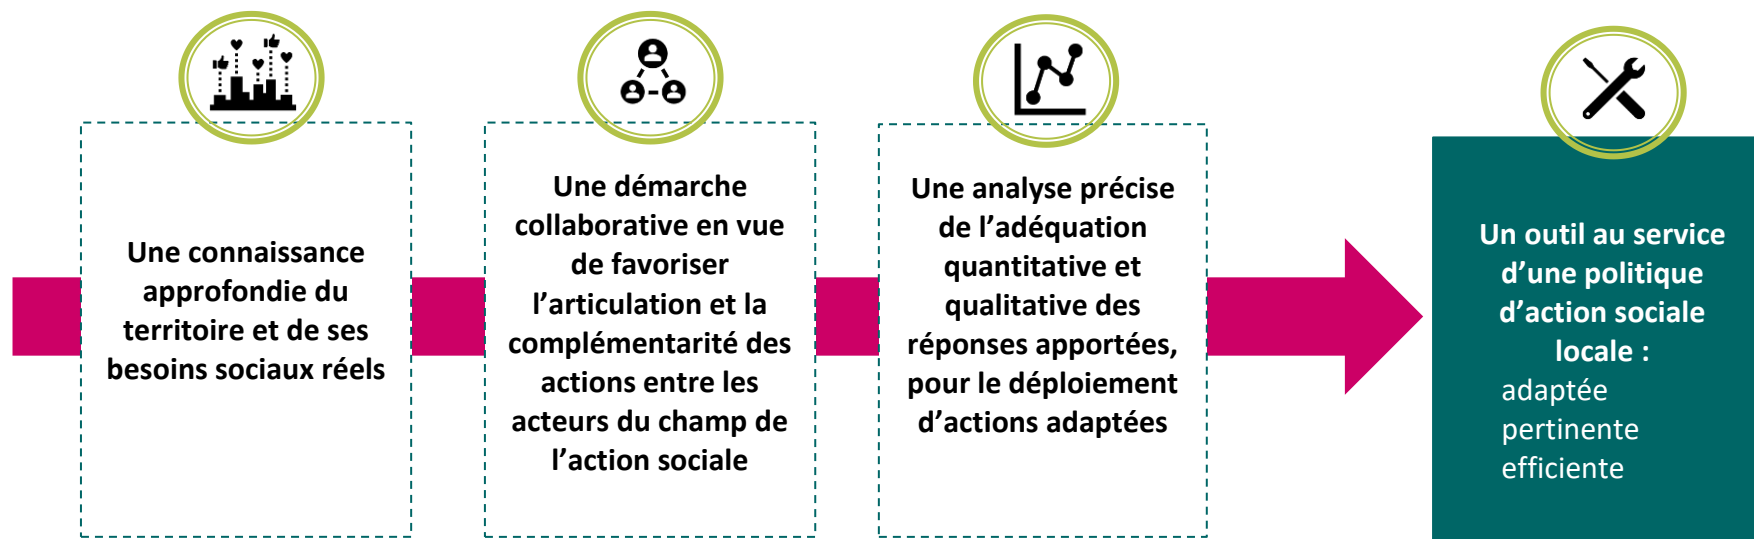 Une connaissance
approfondie du
territoire et de ses
besoins sociaux réels
Une démarche
collaborative en vue
de favoriser
l’articulation et la
complémentarité des
actions entre les
acteurs du champ de
l’action sociale
Une analyse précise
de l’adéquation
quantitative et
qualitative des
réponses apportées,
pour le déploiement
d’actions adaptées
Un outil au service
d’une politique
d’action sociale
locale :
adaptée
pertinente
efficiente